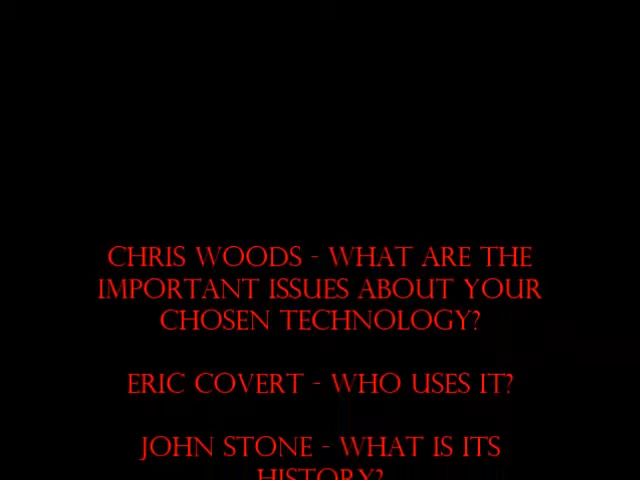 CHRIS WOODS - WHAT ARE THE
IMPORTANT ISSUES ABOUT YOUR
CHOSEN TECHNOLOGY?
ERIC COVERT - WHO USES IT?
JOHN STONE - WHAT IS ITS
HISTORY?